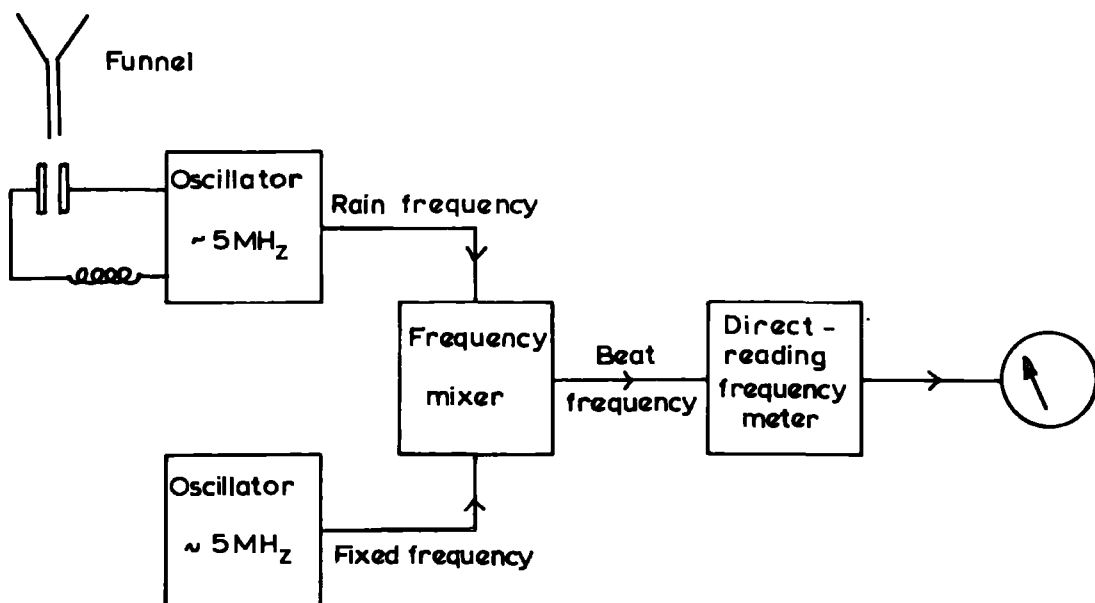 Funnel
Oscillator
~ 5MHz
Rain frequency
Frequency
mixer
Beat
frequency
Direct -
reading
frequency
meter
Oscillator
~ 5MHz
Fixed frequency